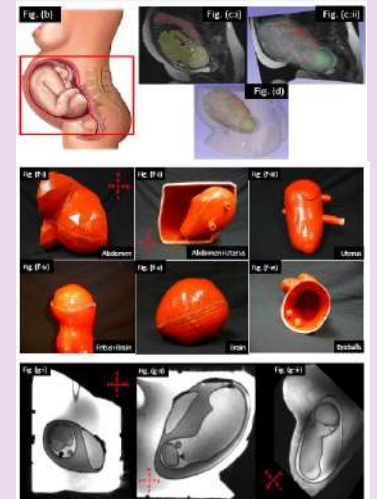 Fig. (b)
Fig. (c:i)
Fig. (c:ii)
Fig. (d)
Fig. (f-i)
Abdomen
Fig. (f-ii)
Abdomen+Uterus
Fig. (f-iii)
Uterus
Fig. (f-iv)
Fetus+Brain
Fig. (f-v)
Brain
Fig. (f-vi)
Eyeballs
Fig. (g-i)
Fig. (g-ii)
Fig. (g-iii)